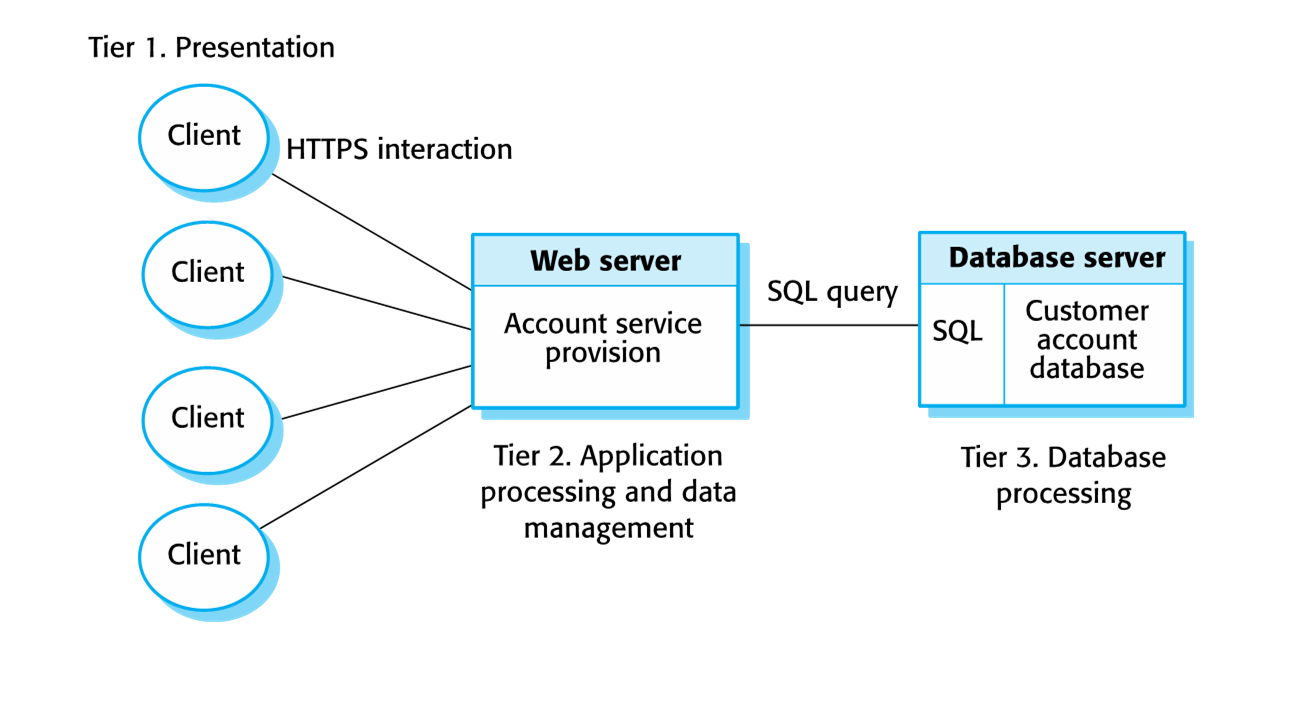 Tier 1. Presentation
Client
HTTPS interaction
Client
Client
Client
Web server
Account service
provision
Tier 2. Application
processing and data
management
SQL query
Database server
SQL
Customer
account
database
Tier 3. Database
processing